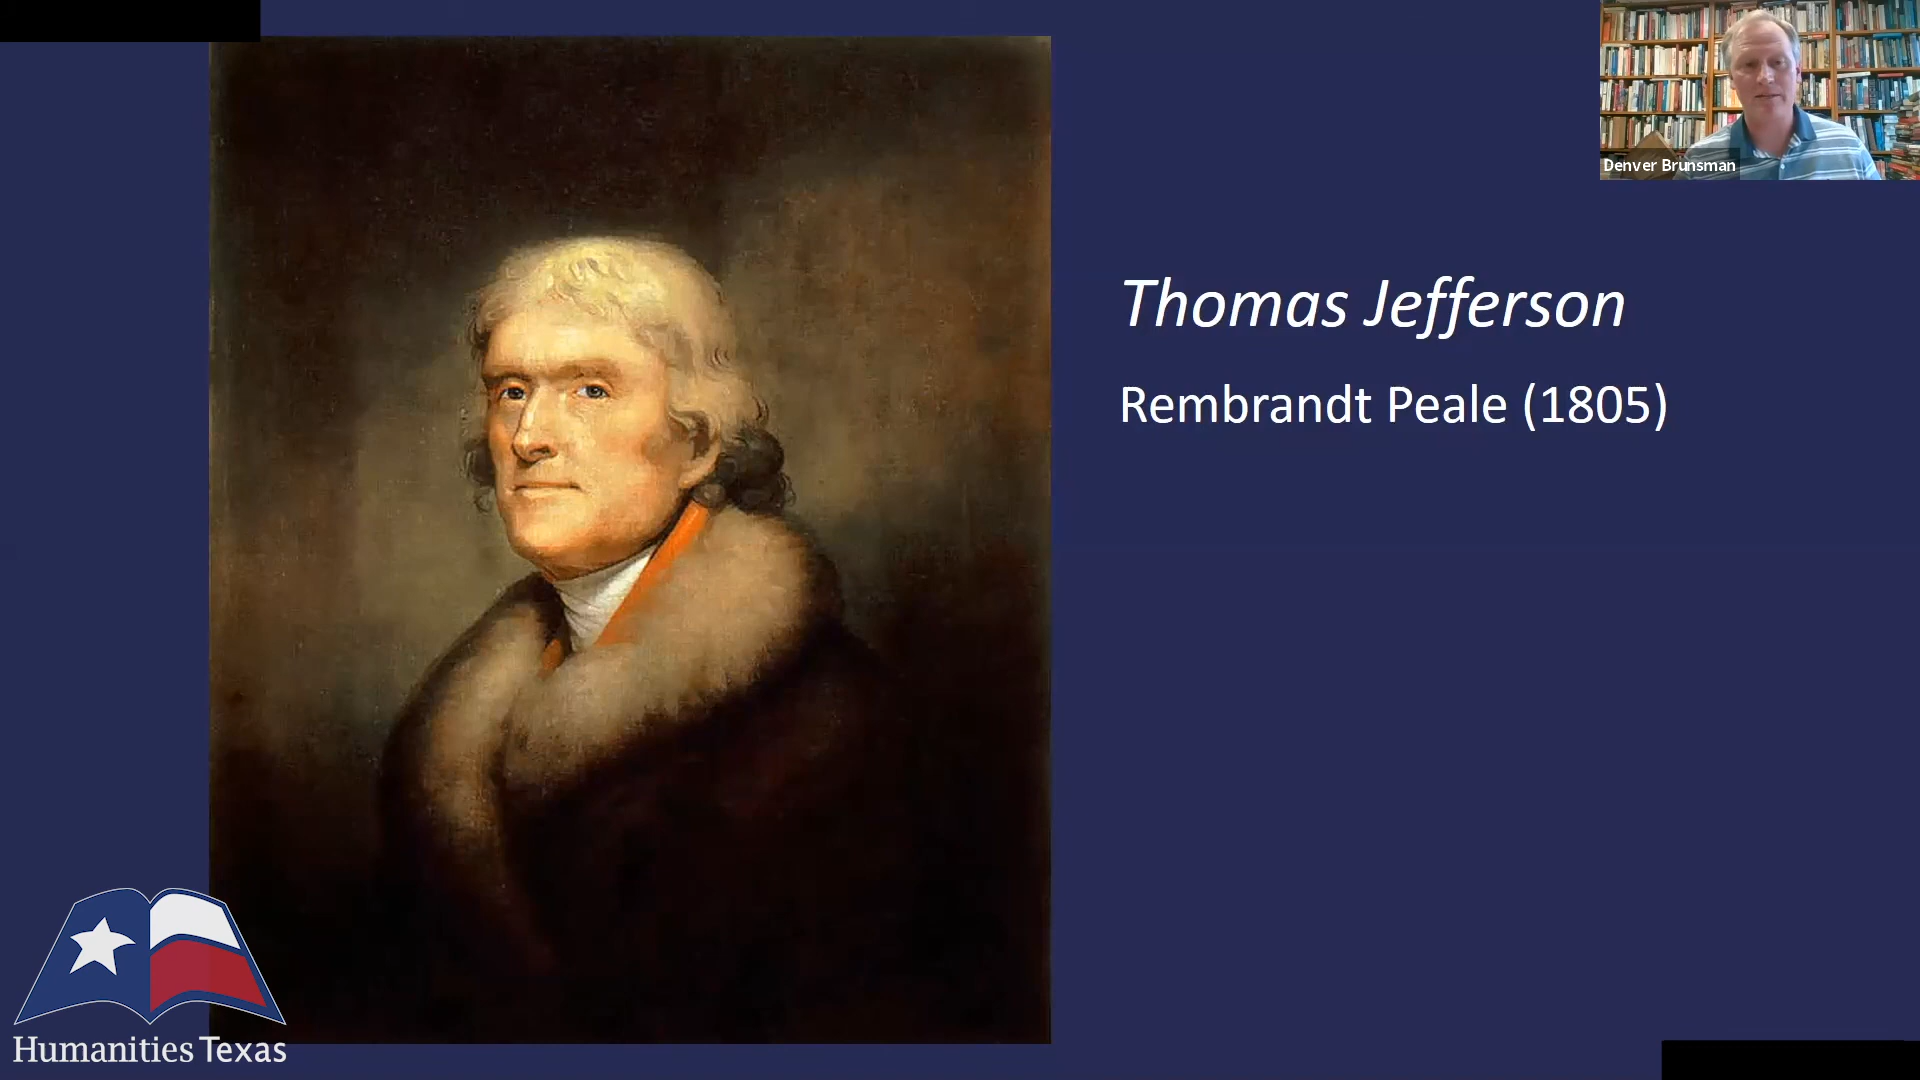 Denver Brunsman
Thomas Jefferson
Rembrandt Peale (1805)
Humanities Texas